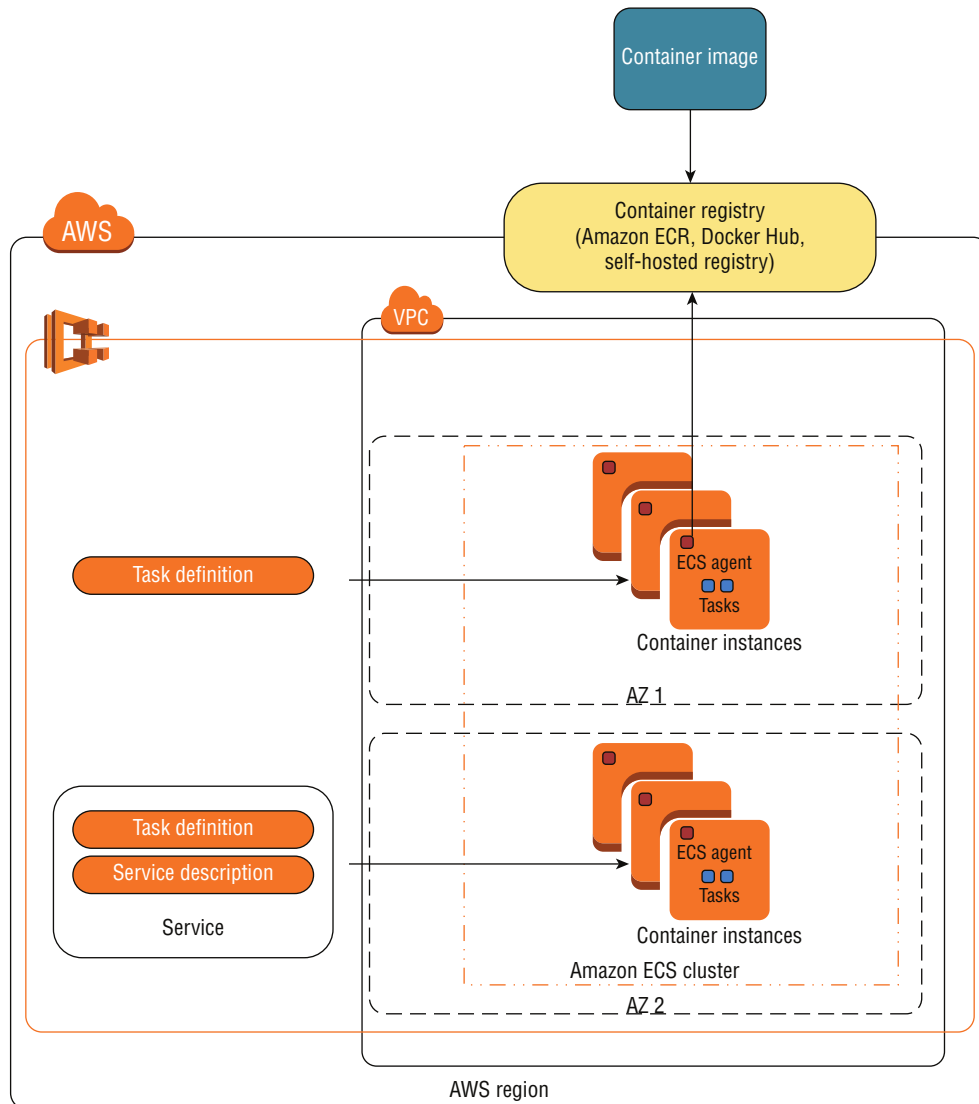 Container image
Container registry
(Amazon ECR, Docker Hub,
self-hosted registry)
AWS
VPC
Task definition
ECS agent
Tasks
Container instances
AZ 1
Task definition
Service description
Service
ECS agent
Tasks
Container instances
Amazon ECS cluster
AZ 2
AWS region